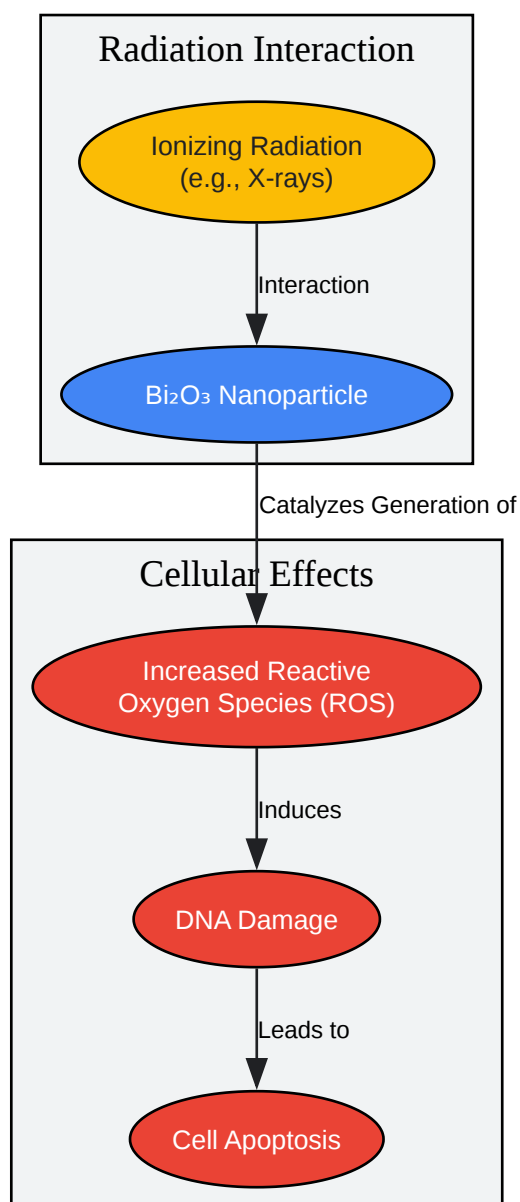 Radiation Interaction
Ionizing Radiation
(e.g., X-rays)
Interaction
Bi₂O₃ Nanoparticle
Catalyzes Generation of
Cellular Effects
Increased Reactive
Oxygen Species (ROS)
Induces
DNA Damage
Leads to
Cell Apoptosis